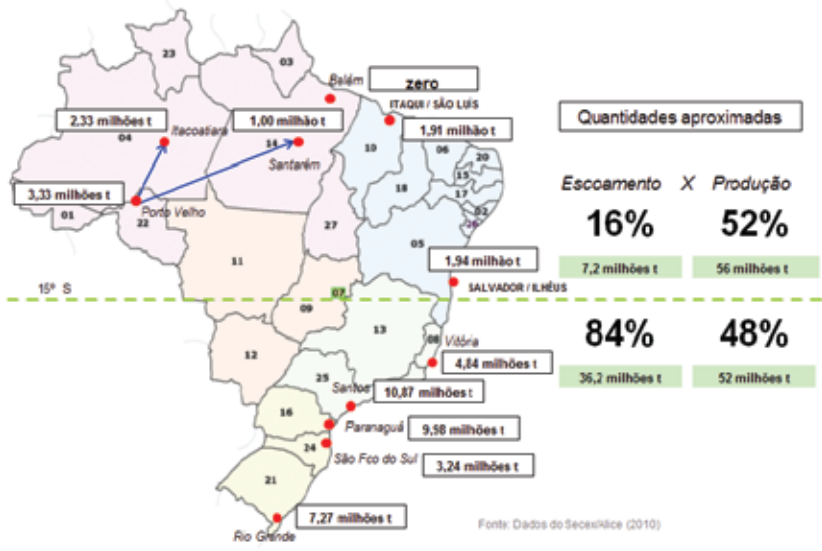 23
03
Belém
zero
ITAQUI / SÃO LUÍS
2,33 milhões t
1,00 milhão t
1,91 milhão t
Quantidades aproximadas
04
Itacoatiara
14
Santarém
10
06
20
15
17
02
18
3,33 milhões t
Porto Velho
01
22
27
05
Escoamento X Produção
16% 52%
7,2 milhões t 56 milhões t
11
1,94 milhão t
15º S
07
SALVADOR / ILHÉUS
09
13
08
Vitória
84% 48%
36,2 milhões t 52 milhões t
12
4,84 milhões t
25
Santos
10,87 milhões t
16
Paranaguá
9,98 milhões t
24
São Fco do Sul
3,24 milhões t
21
7,27 milhões t
Rio Grande
Fonte: Dados do Secex/Alice (2010)